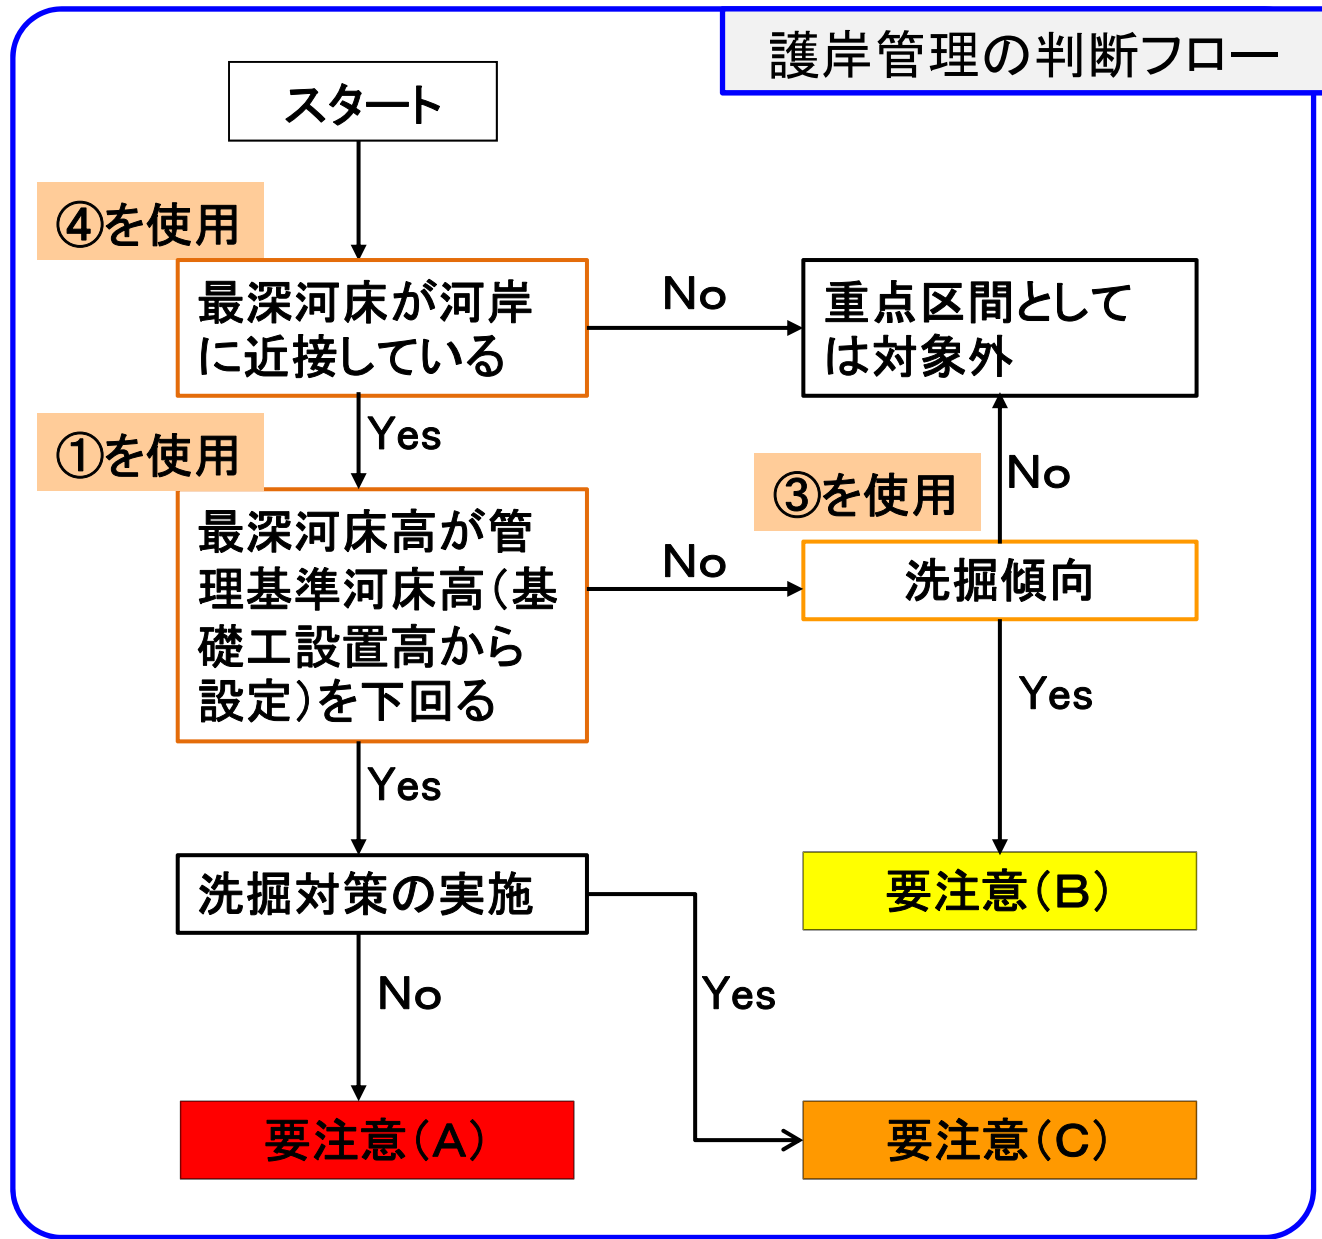 護岸管理の判断フロー
スタート
④を使用
最深河床が河岸
に近接している
No
重点区間として
は対象外
Yes
①を使用
最深河床高が管
理基準河床高(基
礎工設置高から
設定)を下回る
No
③を使用
No
洗掘傾向
Yes
Yes
洗掘対策の実施
要注意(B)
No
Yes
要注意(A)
要注意(C)